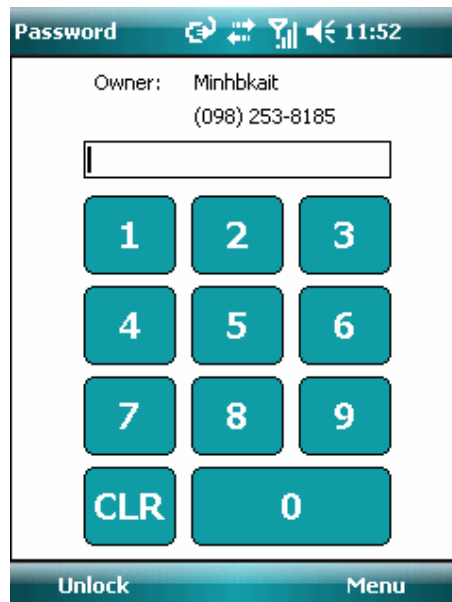 Password 11:52
Owner: Minhbkait
(098) 253-8185
1 2 3
4 5 6
7 8 9
CLR 0
Unlock Menu